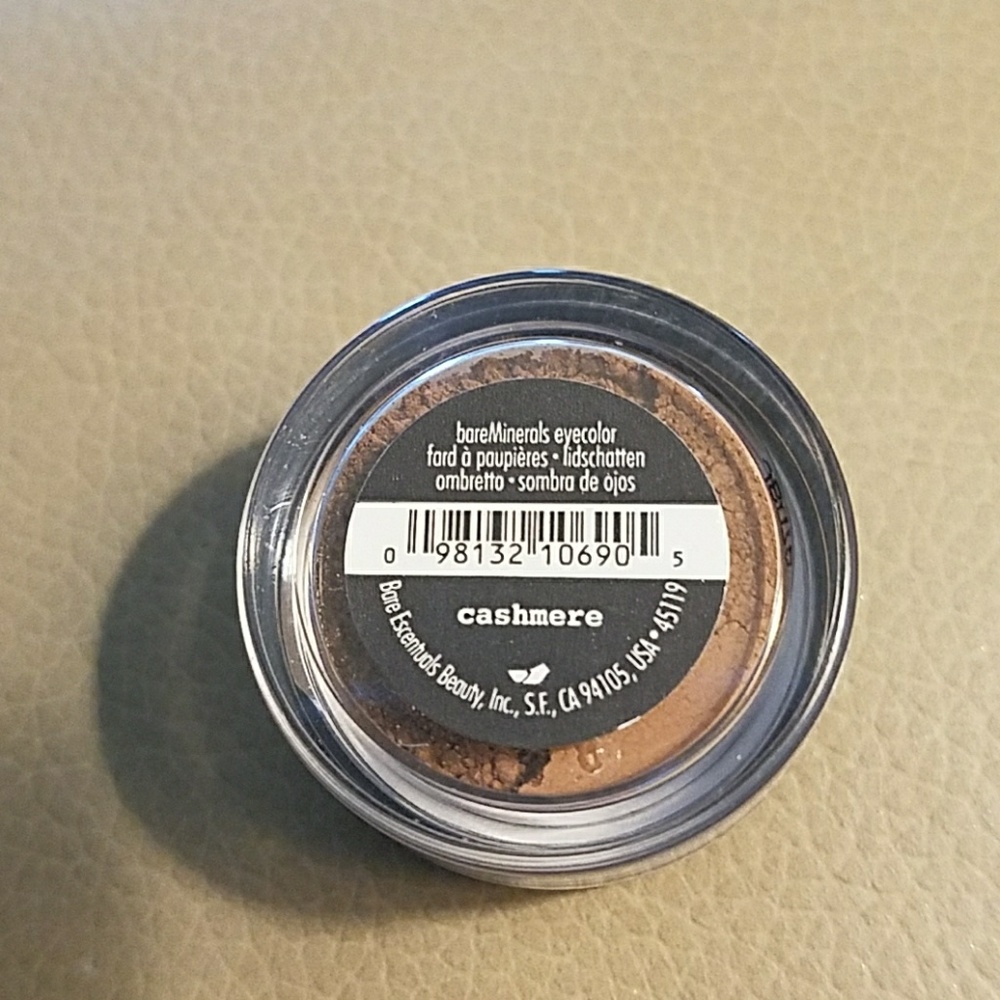 bareMinerals eyecolor
fard à paupières • lidschatten
ombretto • sombra de ojos
0 98132 10690 5
cashmere
Bare Escentuals Beauty, Inc., S.F., CA 94105, USA • 45119